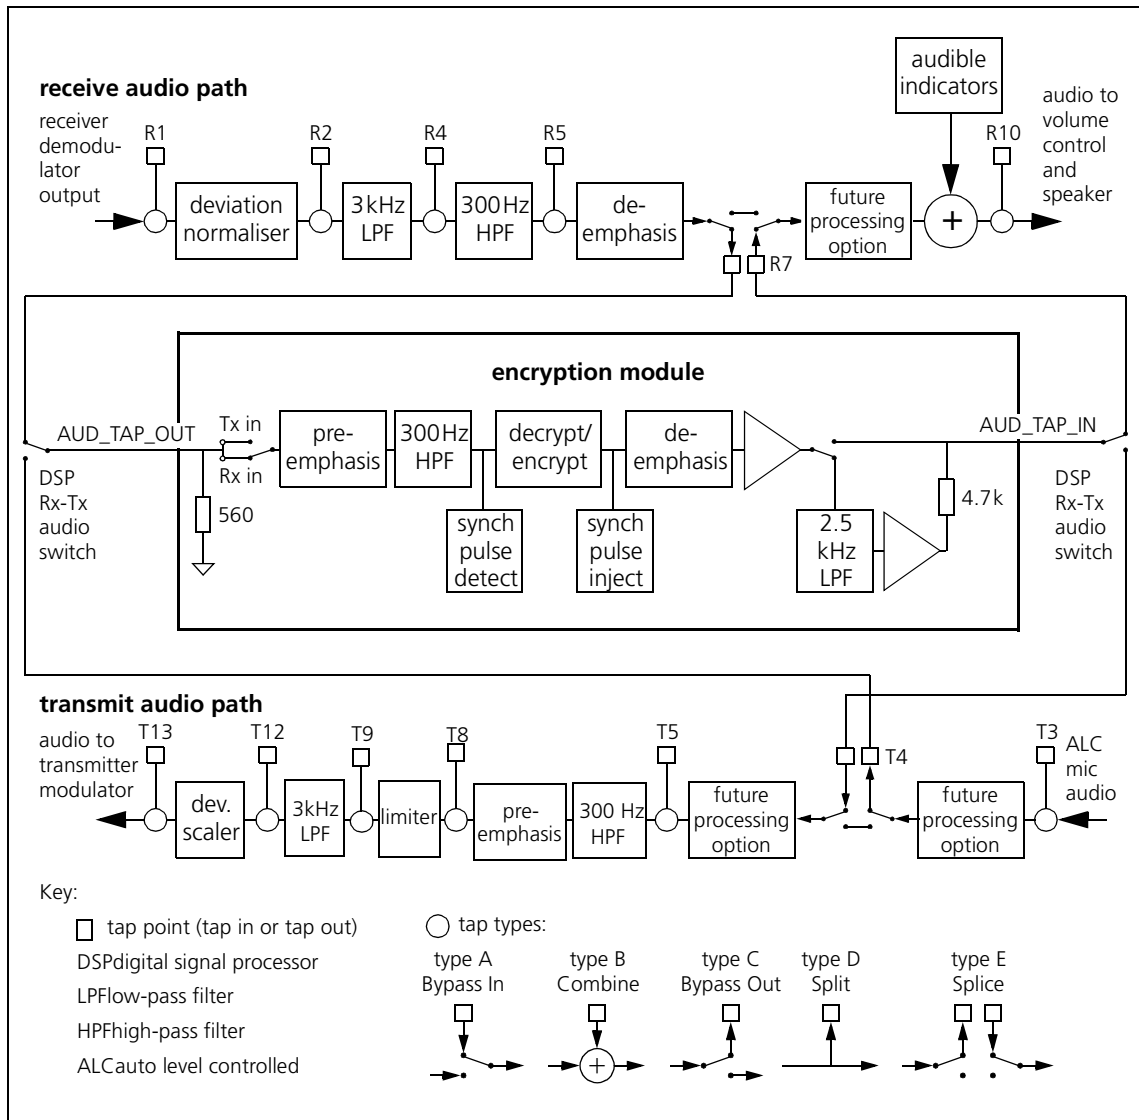 receive audio path
receiver
demodu-
lator
output
R1
R2
R4
R5
R10
audible
indicators
audio to
volume
control
and
speaker
deviation
normaliser
3kHz
LPF
300Hz
HPF
de-
emphasis
future
processing
option
+
R7
encryption module
AUD_TAP_OUT
Tx in
Rx in
560
DSP
Rx-Tx
audio
switch
pre-
emphasis
300Hz
HPF
decrypt/
encrypt
de-
emphasis
synch
pulse
detect
synch
pulse
inject
2.5
kHz
LPF
4.7k
AUD_TAP_IN
DSP
Rx-Tx
audio
switch
transmit audio path
audio to
transmitter
modulator
T13
T12
T9
T8
T5
T4
T3
ALC
mic
audio
dev.
scaler
3kHz
LPF
limiter
pre-
emphasis
300 Hz
HPF
future
processing
option
future
processing
option
Key:
tap point (tap in or tap out)
DSPdigital signal processor
LPFlow-pass filter
HPFhigh-pass filter
ALCauto level controlled
tap types:
type A
Bypass In
type B
Combine
+
type C
Bypass Out
type D
Split
type E
Splice